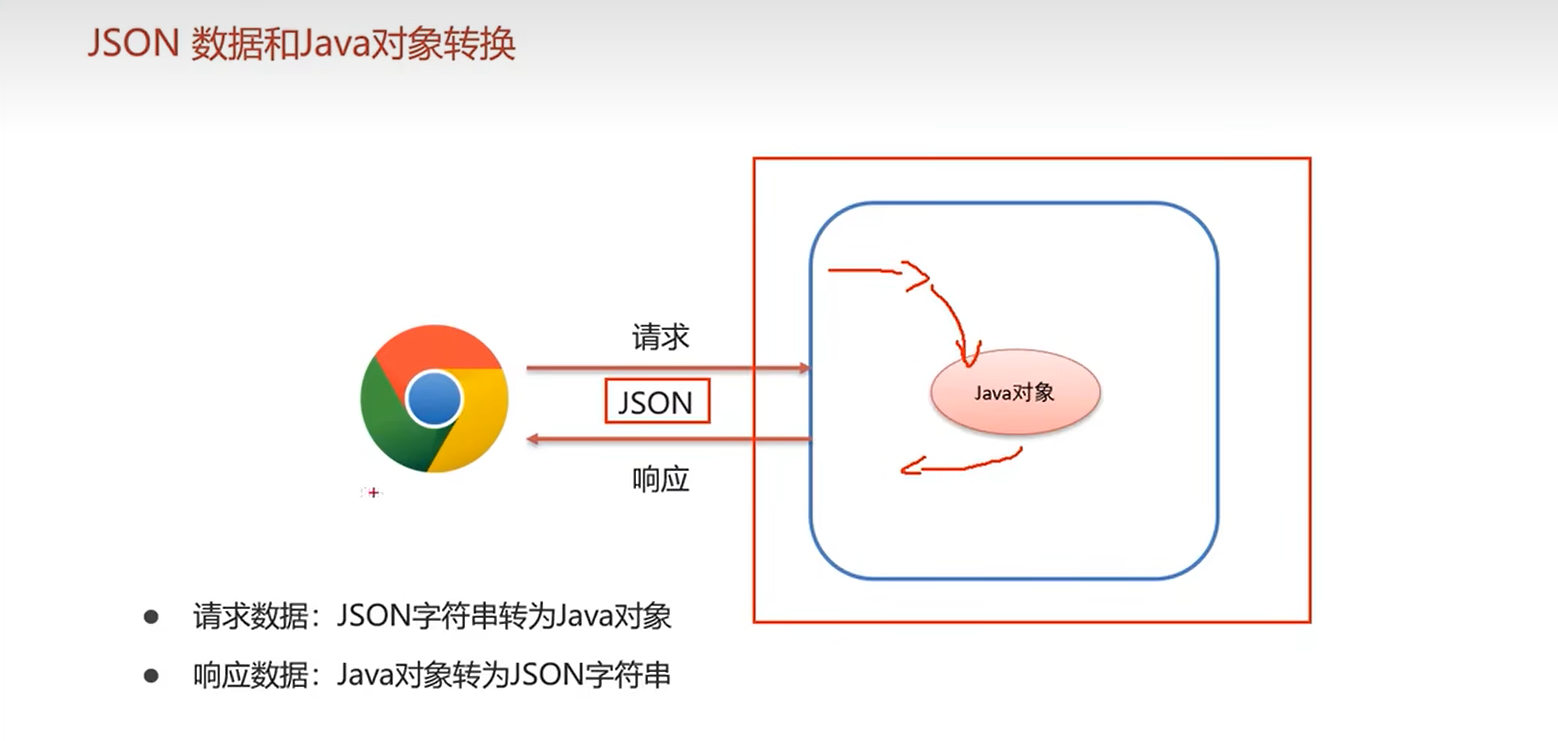 JSON 数据和Java对象转换
请求
JSON
响应
Java对象
● 请求数据：JSON字符串转为Java对象
● 响应数据：Java对象转为JSON字符串